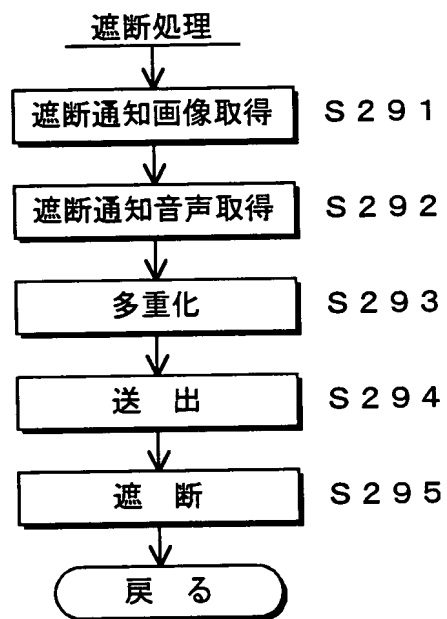 遮断処理
遮断通知画像取得 S291
遮断通知音声取得 S292
多重化 S293
送出 S294
遮断 S295
戻る